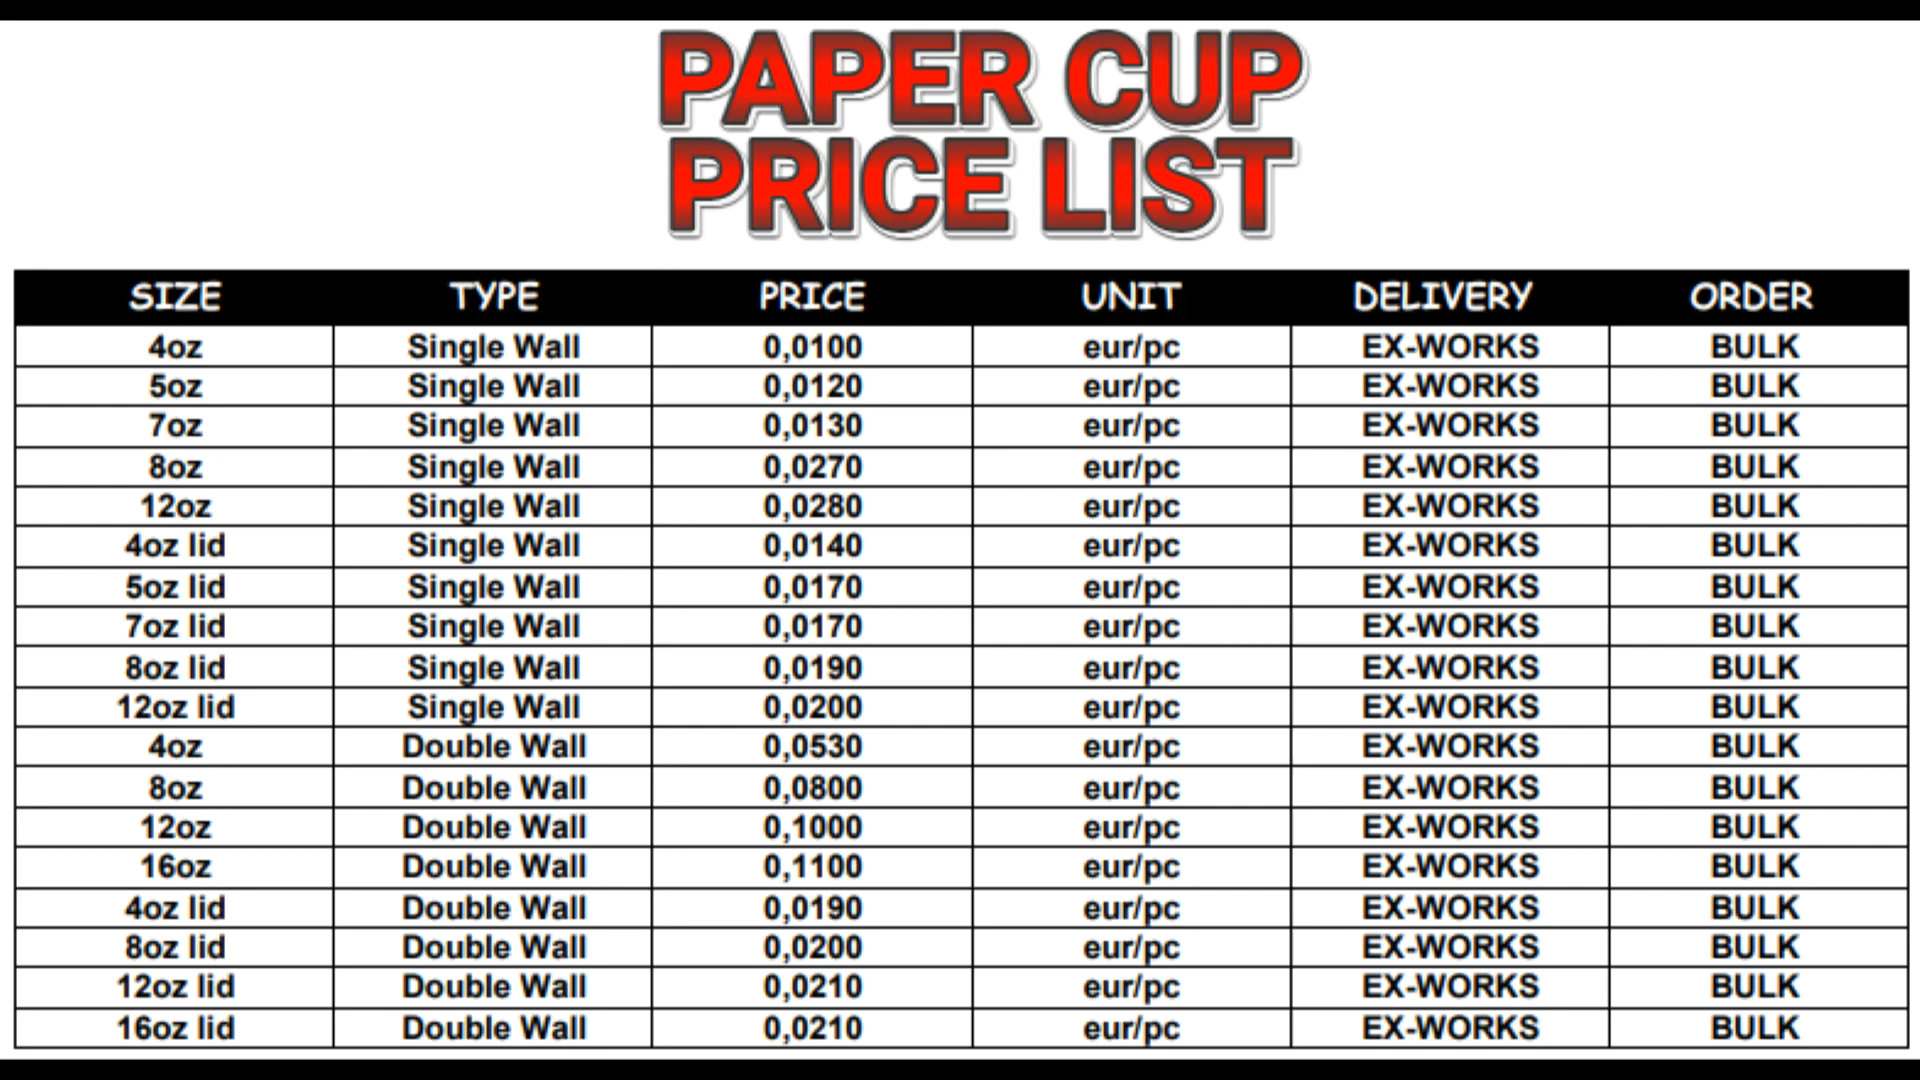 PAPER CUP
PRICE LIST
SIZE TYPE PRICE UNIT DELIVERY ORDER
4oz Single Wall 0,0100 eur/pc EX-WORKS BULK
5oz Single Wall 0,0120 eur/pc EX-WORKS BULK
7oz Single Wall 0,0130 eur/pc EX-WORKS BULK
8oz Single Wall 0,0270 eur/pc EX-WORKS BULK
12oz Single Wall 0,0280 eur/pc EX-WORKS BULK
4oz lid Single Wall 0,0140 eur/pc EX-WORKS BULK
5oz lid Single Wall 0,0170 eur/pc EX-WORKS BULK
7oz lid Single Wall 0,0170 eur/pc EX-WORKS BULK
8oz lid Single Wall 0,0190 eur/pc EX-WORKS BULK
12oz lid Single Wall 0,0200 eur/pc EX-WORKS BULK
4oz Double Wall 0,0530 eur/pc EX-WORKS BULK
8oz Double Wall 0,0800 eur/pc EX-WORKS BULK
12oz Double Wall 0,1000 eur/pc EX-WORKS BULK
16oz Double Wall 0,1100 eur/pc EX-WORKS BULK
4oz lid Double Wall 0,0190 eur/pc EX-WORKS BULK
8oz lid Double Wall 0,0200 eur/pc EX-WORKS BULK
12oz lid Double Wall 0,0210 eur/pc EX-WORKS BULK
16oz lid Double Wall 0,0210 eur/pc EX-WORKS BULK